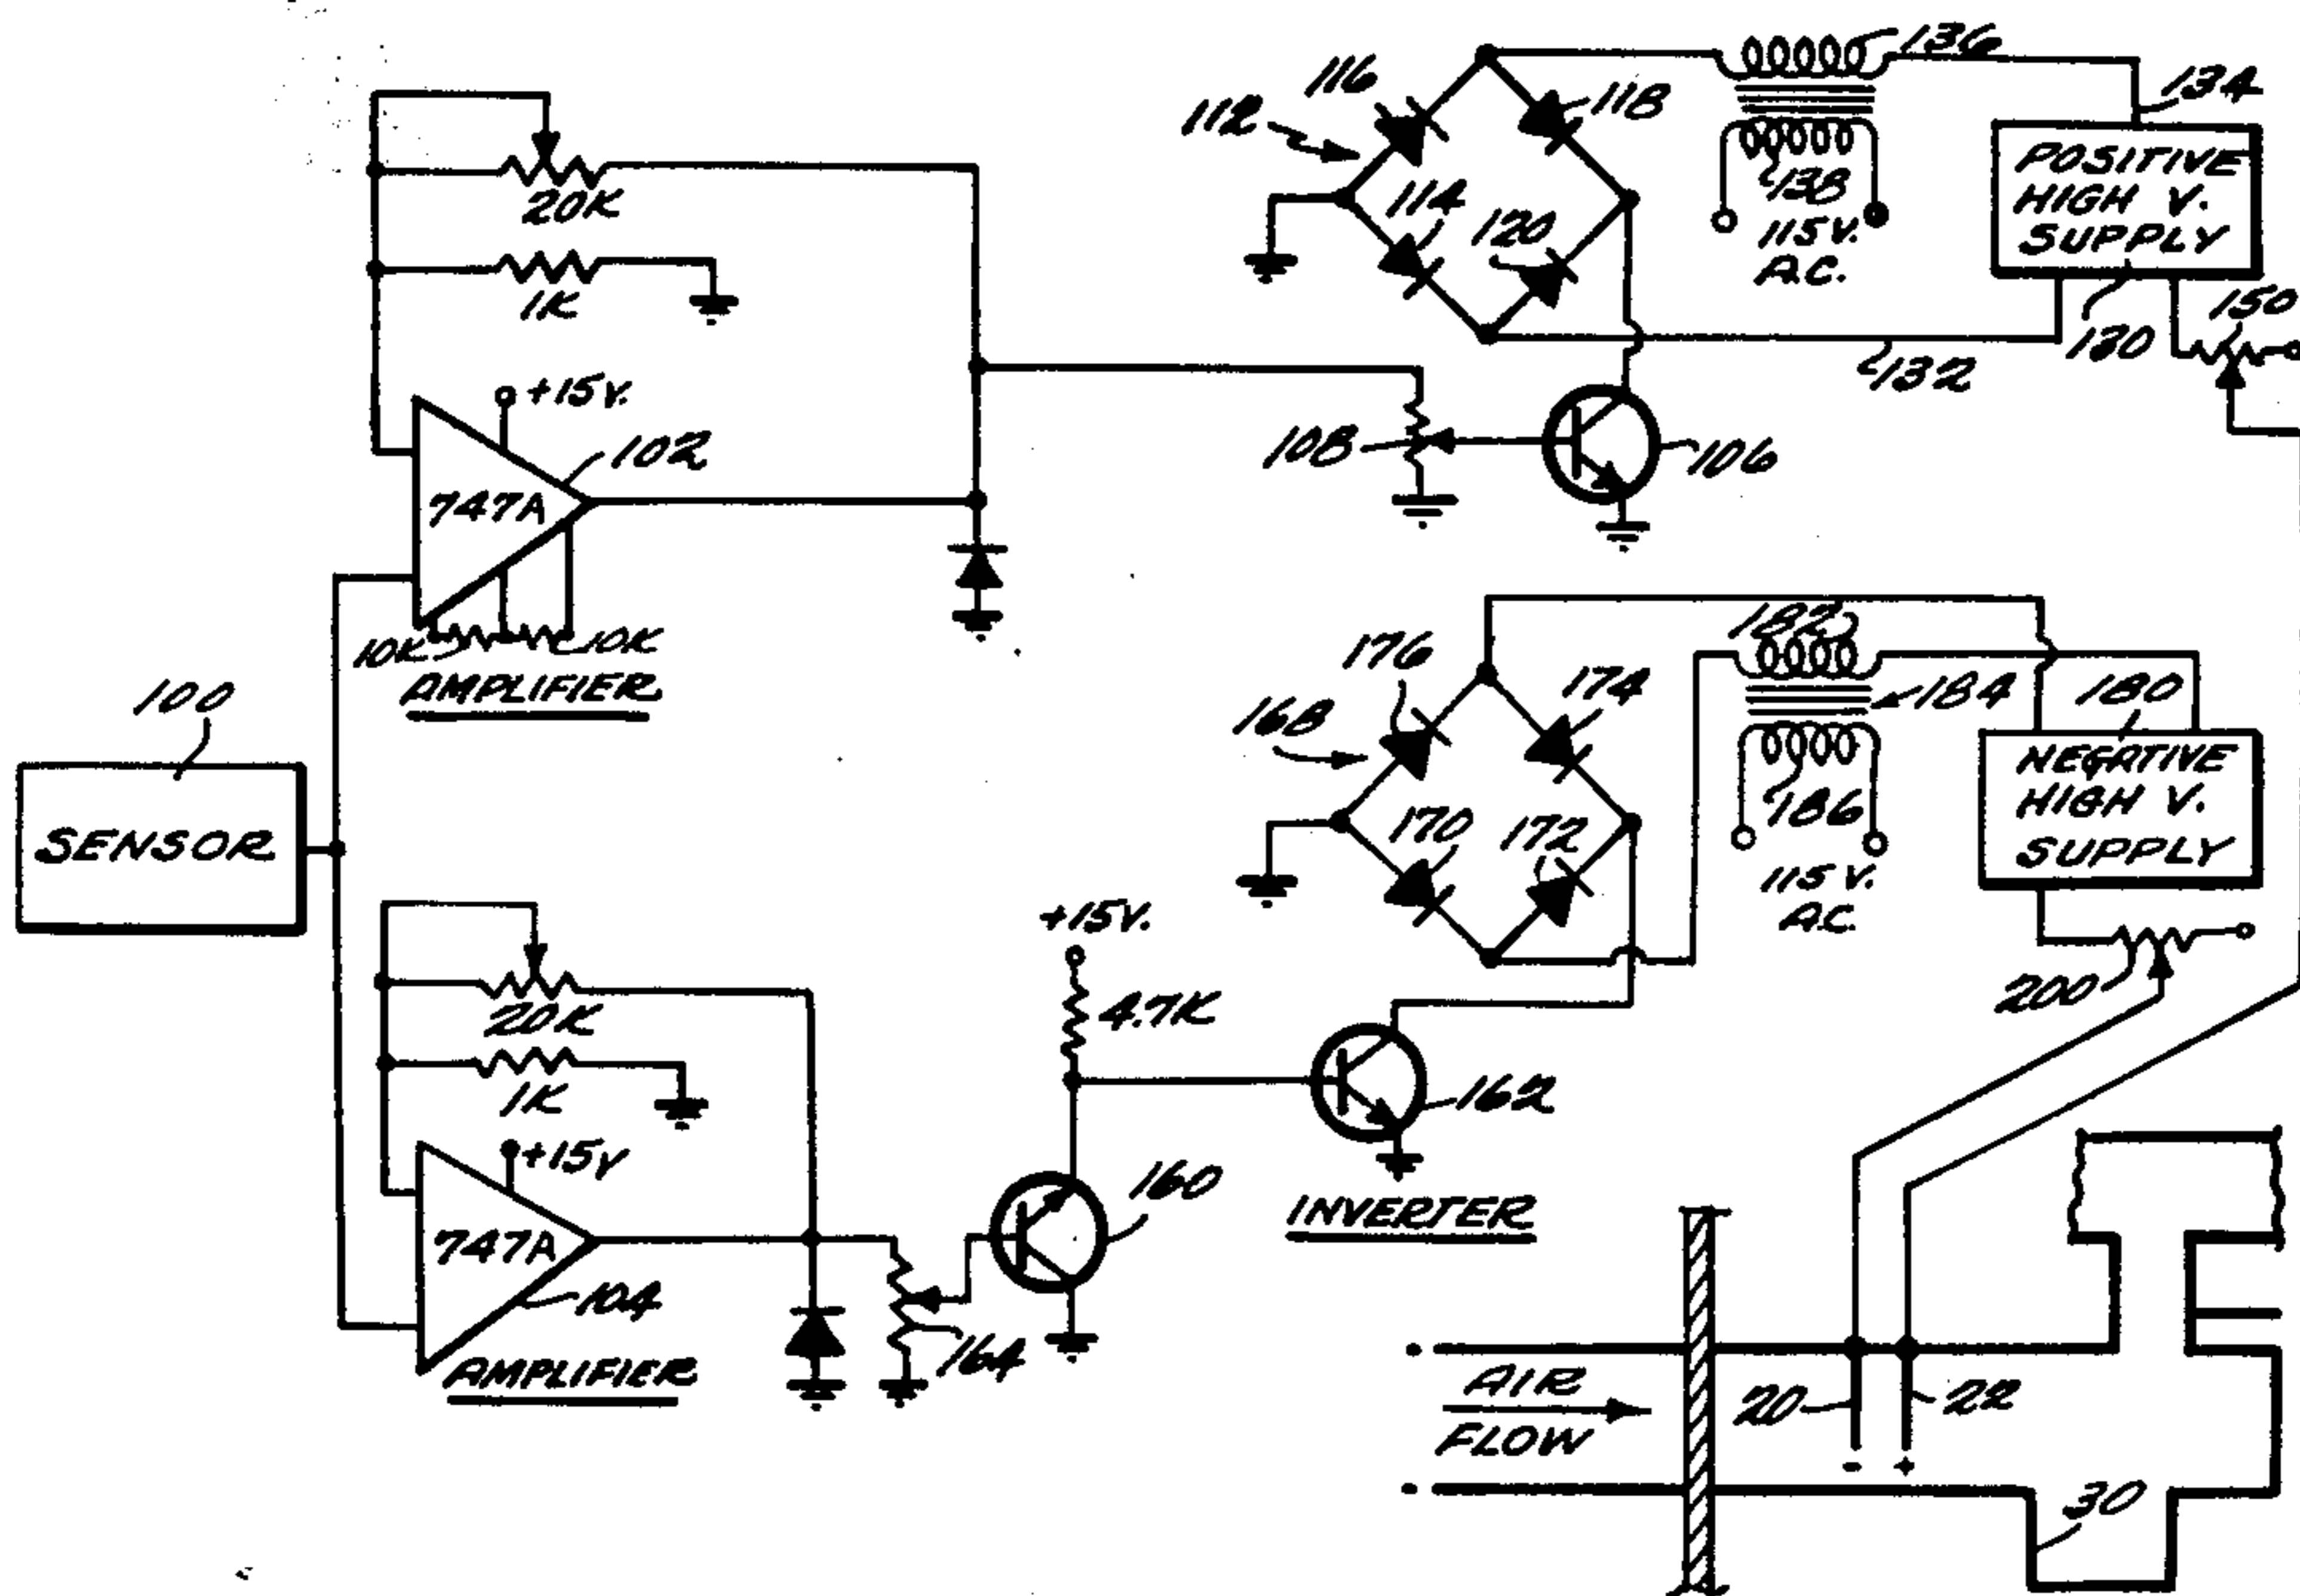 136
134
116
118
112
POSITIVE
HIGH V.
SUPPLY
138
115V.
A.C.
114
120
20K
1K
150
130
132
+15V.
102
747A
108
106
10K
10K
AMPLIFIER
182
176
174
184
180
168
100
SENSOR
NEGATIVE
HIGH V.
SUPPLY
186
115 V.
A.C.
170
172
+15V.
4.7K
200
20K
1K
162
+15V
160
INVERTER
747A
104
164
AMPLIFIER
AIR
FLOW
20
22
-
+
30